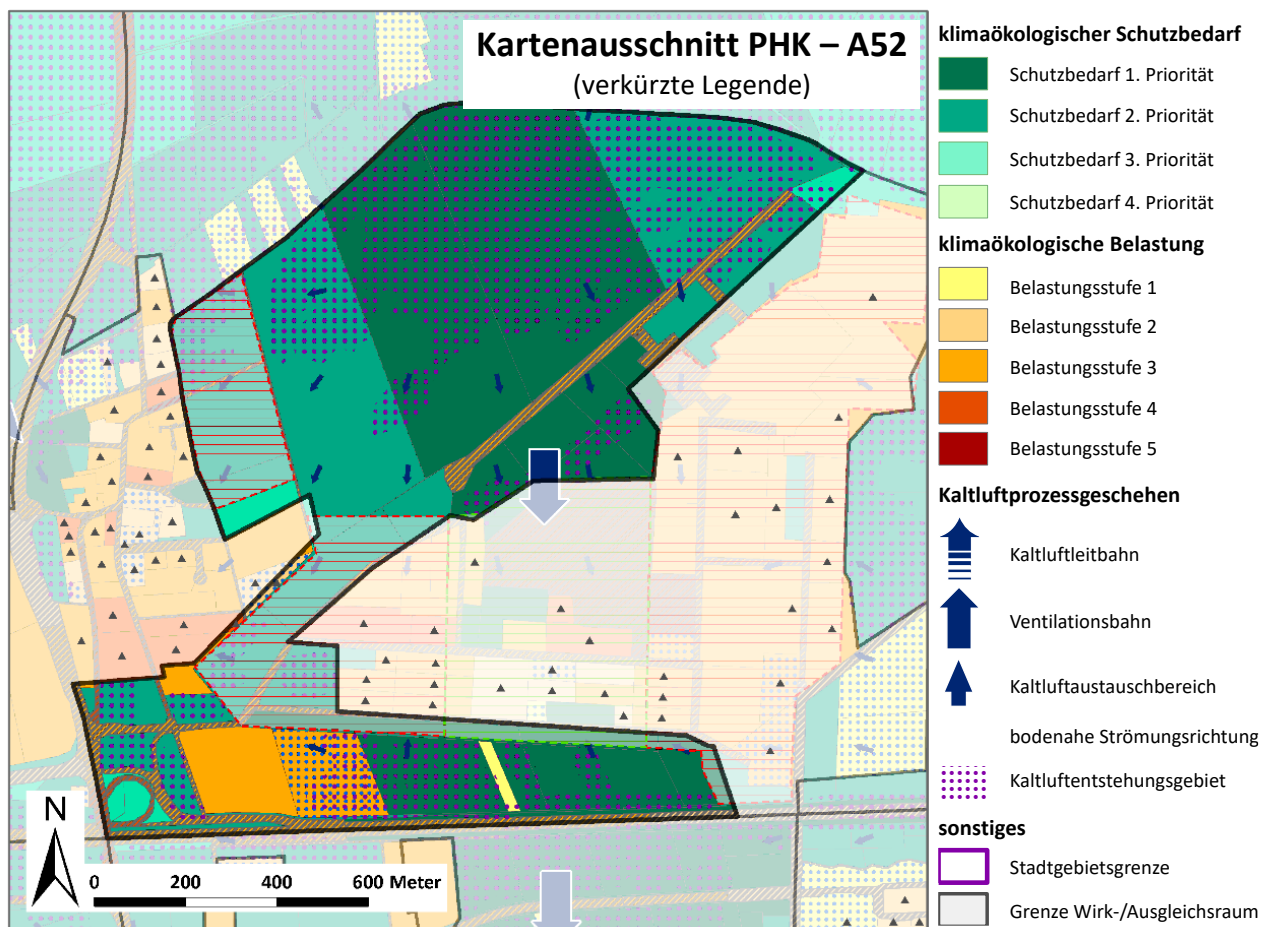 Kartenausschnitt PHK – A52
(verkürzte Legende)
klimaökologischer Schutzbedarf
Schutzbedarf 1. Priorität
Schutzbedarf 2. Priorität
Schutzbedarf 3. Priorität
Schutzbedarf 4. Priorität
klimaökologische Belastung
Belastungsstufe 1
Belastungsstufe 2
Belastungsstufe 3
Belastungsstufe 4
Belastungsstufe 5
Kaltluftprozessgeschehen
Kaltluftleitbahn
Ventilationsbahn
Kaltluftaustauschbereich
bodenahe Strömungsrichtung
Kaltluftentstehungsgebiet
sonstiges
Stadtgebietsgrenze
Grenze Wirk-/Ausgleichsraum
N
0 200 400 600 Meter